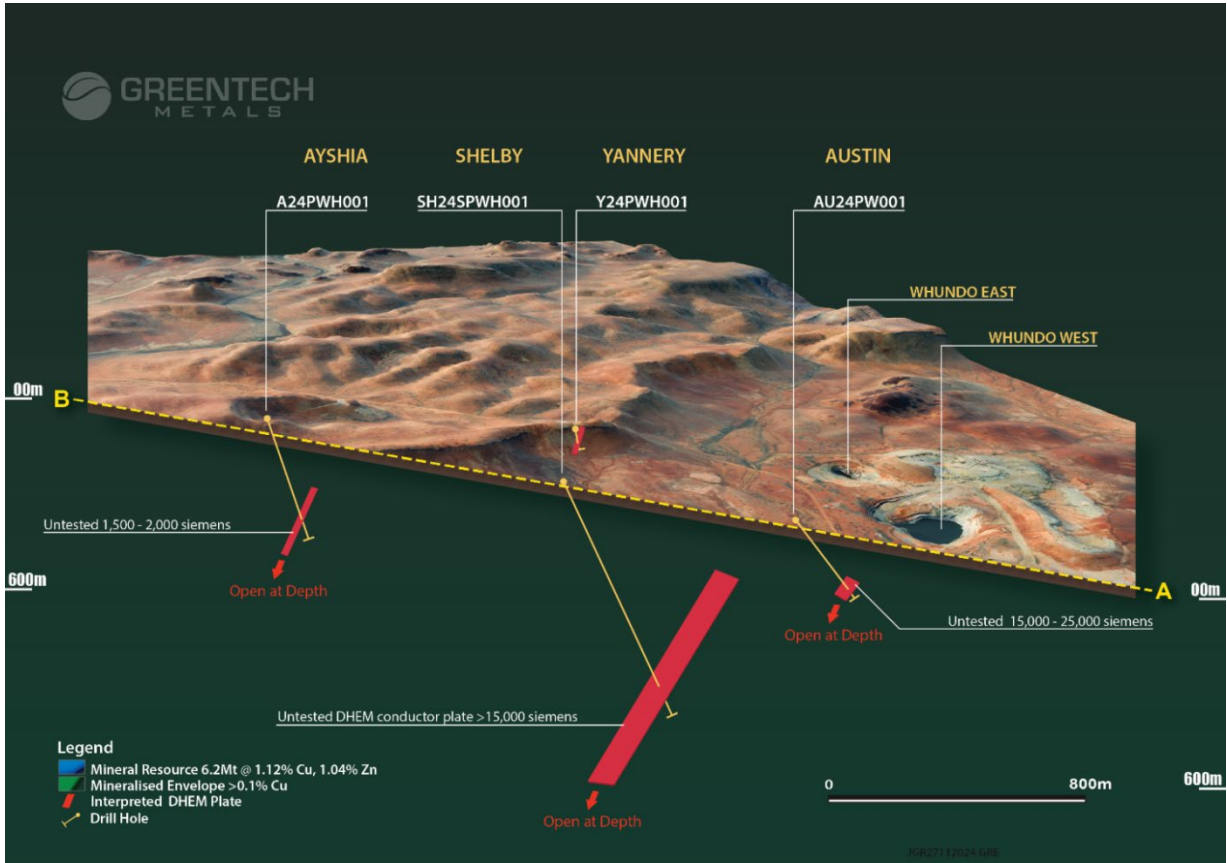 GREENTECH
METALS
AYSHIA
SHELBY
YANNERY
AUSTIN
A24PWH001
SH24SPWH001
Y24PWH001
AU24PW001
WHUNDO EAST
WHUNDO WEST
00m
B
Untested 1,500 - 2,000 siemens
600m
Open at Depth
A
00m
Untested 15,000 - 25,000 siemens
Open at Depth
Untested DHEM conductor plate >15,000 siemens
Legend
Mineral Resource 6.2Mt @ 1.12% Cu, 1.04% Zn
Mineralised Envelope >0.1% Cu
Interpreted DHEM Plate
Drill Hole
0
800m
600m
Open at Depth
JGR27112024.GRE